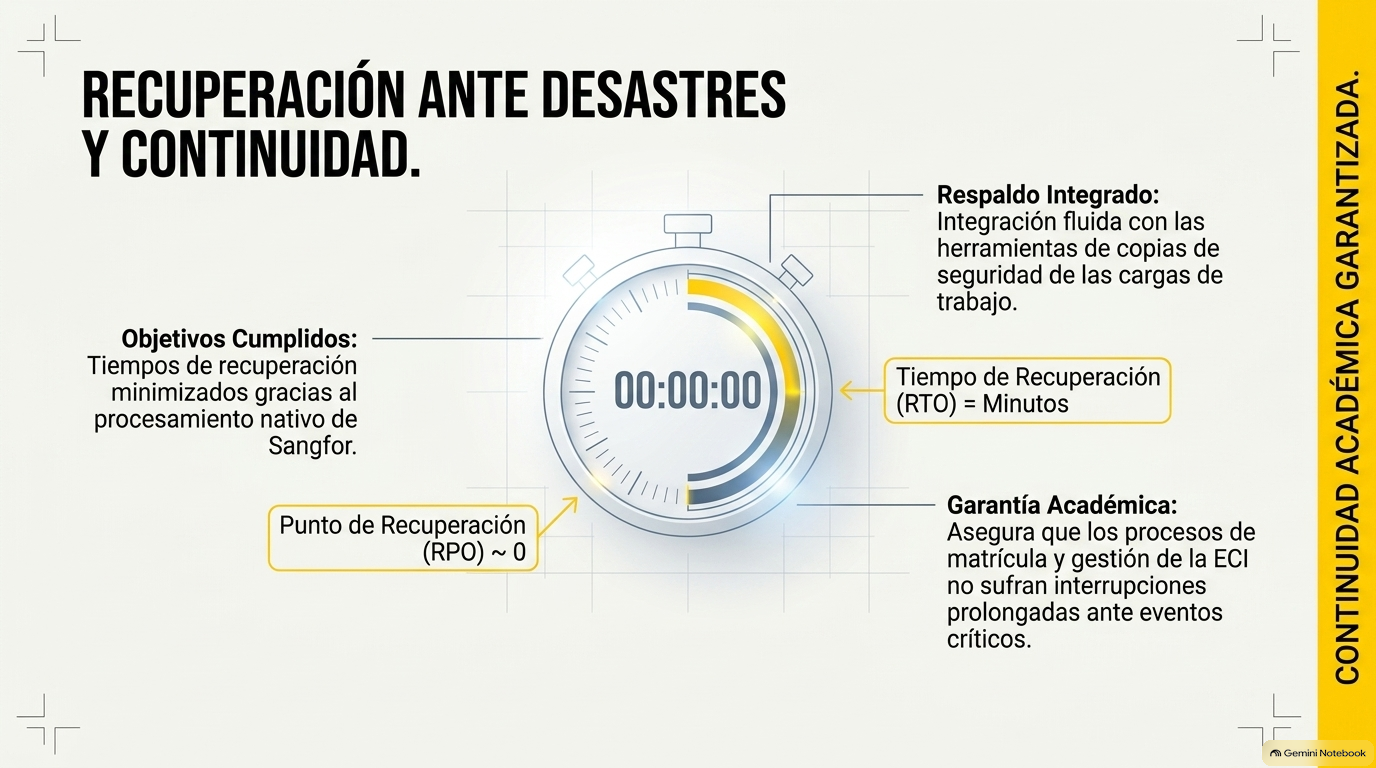 RECUPERACIÓN ANTE DESASTRES
Y CONTINUIDAD.
Objetivos Cumplidos:
Tiempos de recuperación
minimizados gracias al
procesamiento nativo de
Sangfor.
Punto de Recuperación
(RPO) ~ 0
00:00:00
Respaldo Integrado:
Integración fluida con las
herramientas de copias de
seguridad de las cargas de
trabajo.
Tiempo de Recuperación
(RTO) = Minutos
Garantía Académica:
Asegura que los procesos de
matrícula y gestión de la ECI
no sufran interrupciones
prolongadas ante eventos
críticos.
CONTINUIDAD ACADÉMICA GARANTIZADA.
Gemini Notebook